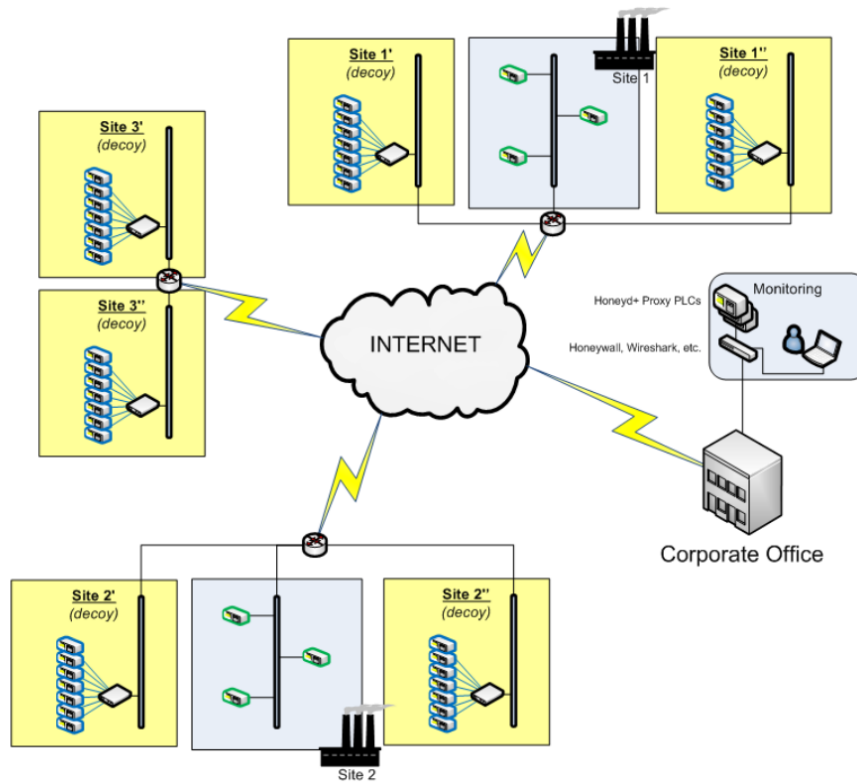 Site 1'
(decoy)
Site 1
Site 1''
(decoy)
Site 3'
(decoy)
Site 3''
(decoy)
INTERNET
Monitoring
Honeyd+ Proxy PLCs
Honeywall, Wireshark, etc.
Corporate Office
Site 2'
(decoy)
Site 2''
(decoy)
Site 2